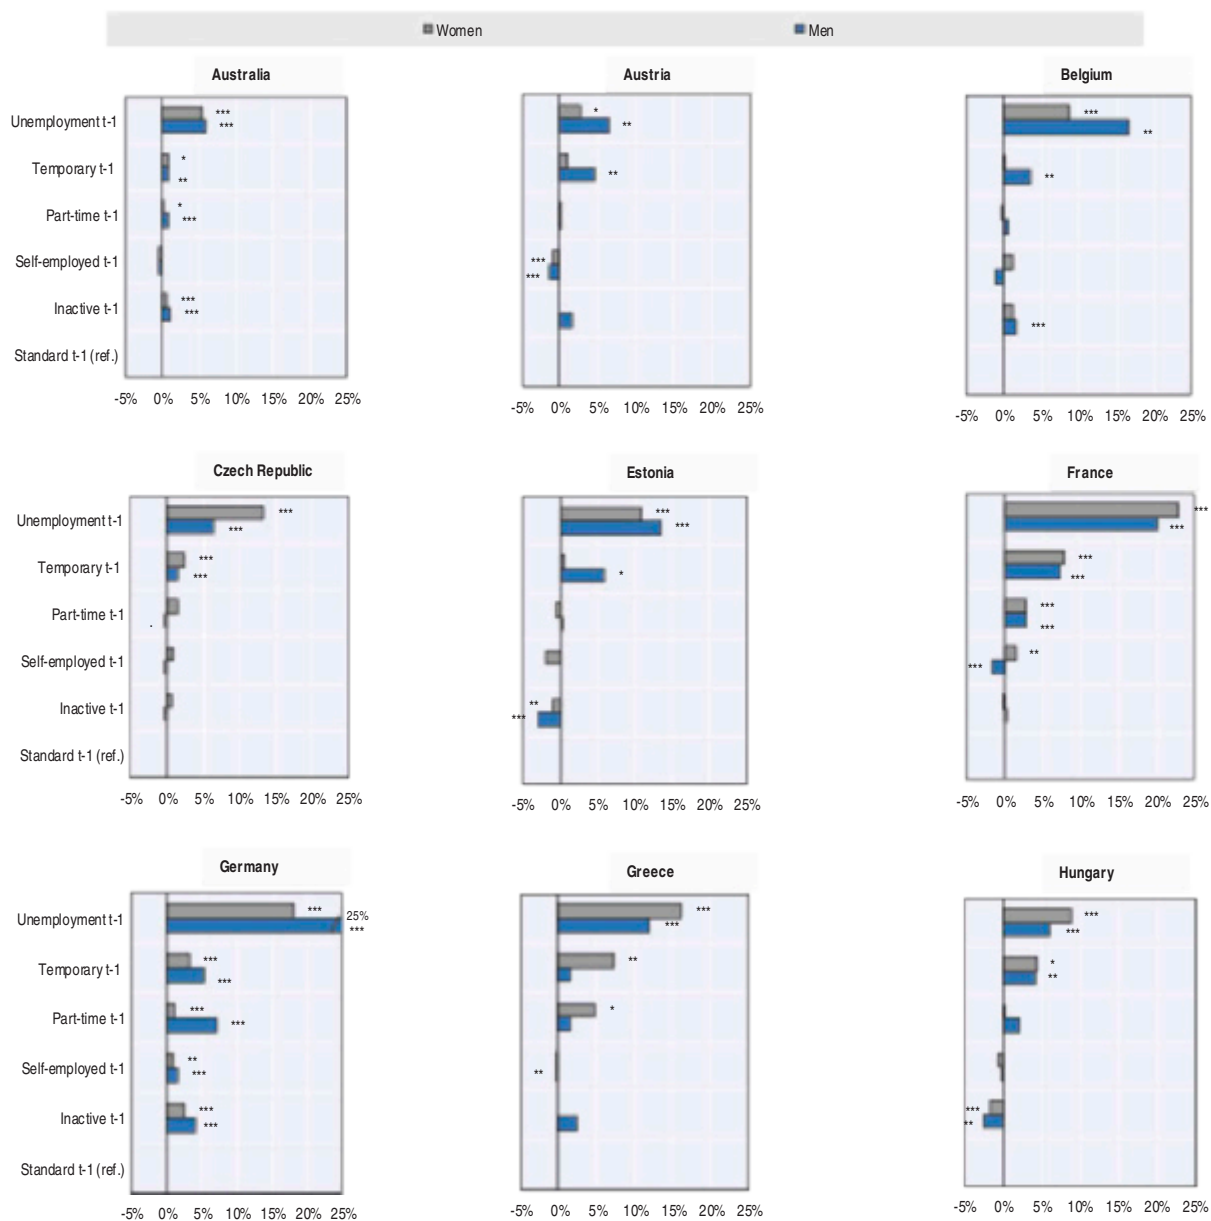 Women Men
Australia Austria Belgium
Unemployment t-1 *** *** * ** *** **
Temporary t-1 * ** ** **
Part-time t-1 * ***
Self-employed t-1 *** ***
Inactive t-1 *** *** ***
Standard t-1 (ref.)
-5% 0% 5% 10% 15% 20% 25% -5% 0% 5% 10% 15% 20% 25% -5% 0% 5% 10% 15% 20% 25%
Czech Republic Estonia France
Unemployment t-1 *** *** *** *** *** ***
Temporary t-1 *** *** * *** ***
Part-time t-1 . *** ***
Self-employed t-1 *** **
Inactive t-1 ** ***
Standard t-1 (ref.)
-5% 0% 5% 10% 15% 20% 25% -5% 0% 5% 10% 15% 20% 25% -5% 0% 5% 10% 15% 20% 25%
Germany Greece Hungary
Unemployment t-1 *** 25% *** *** *** *** ***
Temporary t-1 *** *** ** * **
Part-time t-1 *** *** *
Self-employed t-1 ** *** **
Inactive t-1 *** *** *** **
Standard t-1 (ref.)
-5% 0% 5% 10% 15% 20% 25% -5% 0% 5% 10% 15% 20% 25% -5% 0% 5% 10% 15% 20% 25%